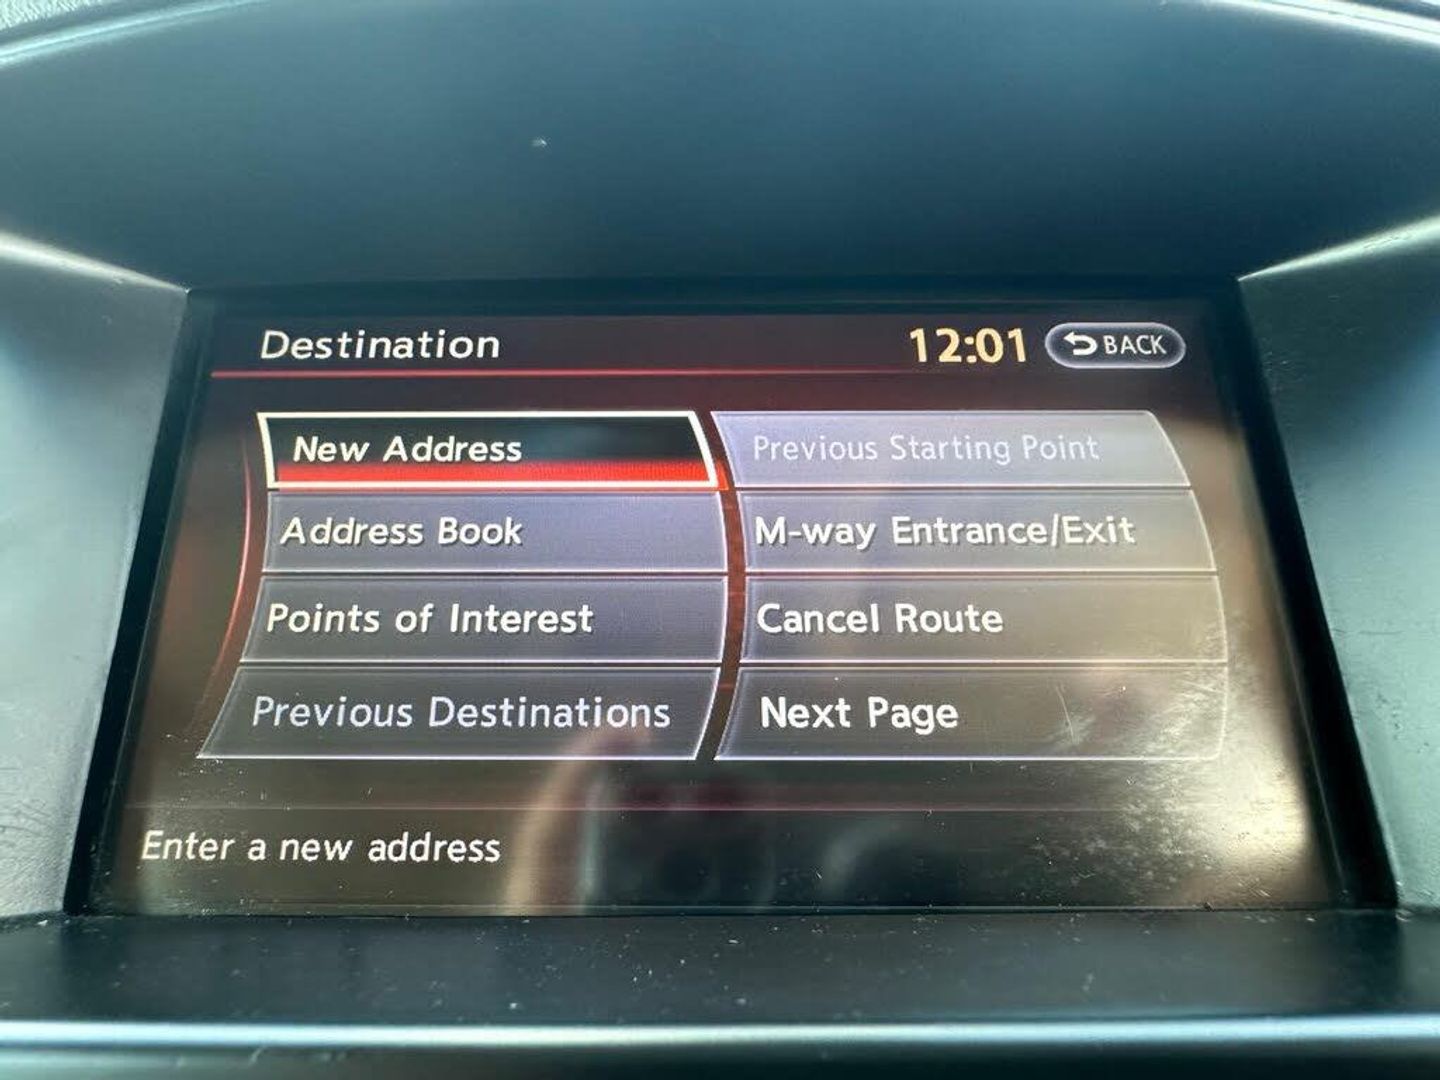 Destination
12:01
BACK
New Address
Previous Starting Point
Address Book
M-way Entrance/Exit
Points of Interest
Cancel Route
Previous Destinations
Next Page
Enter a new address